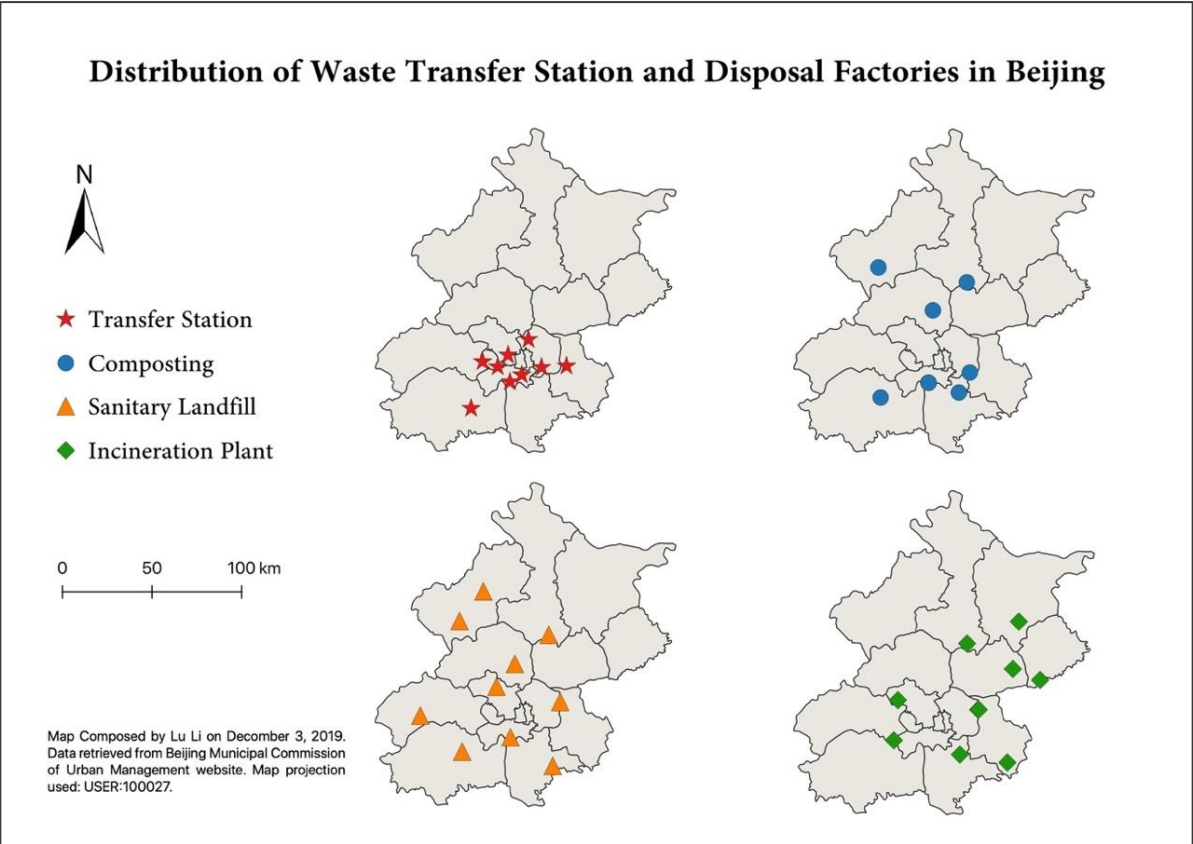 Distribution of Waste Transfer Station and Disposal Factories in Beijing
N
Transfer Station
Composting
Sanitary Landfill
Incineration Plant
0 50 100 km
Map Composed by Lu Li on December 3, 2019.
Data retrieved from Beijing Municipal Commission
of Urban Management website. Map projection
used: USER:100027.